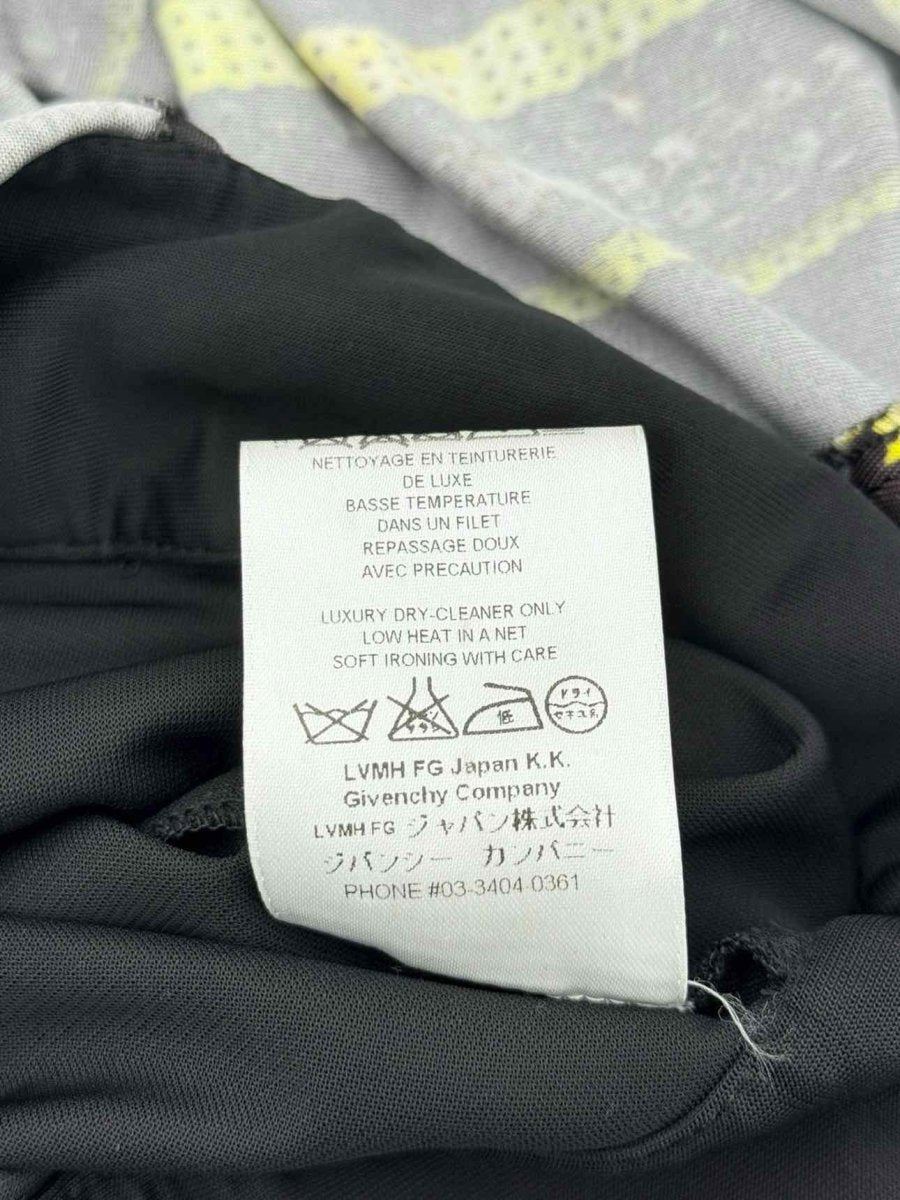 NETTOYAGE EN TEINTURERIE
DE LUXE
BASSE TEMPERATURE
DANS UN FILET
REPASSAGE DOUX
AVEC PRECAUTION
LUXURY DRY-CLEANER ONLY
LOW HEAT IN A NET
SOFT IRONING WITH CARE
低 ドライ
LVMH FG Japan K.K.
Givenchy Company
LVMH FG ジャパン株式会社
ジバンシー カンパニー
PHONE #03-3404-0361